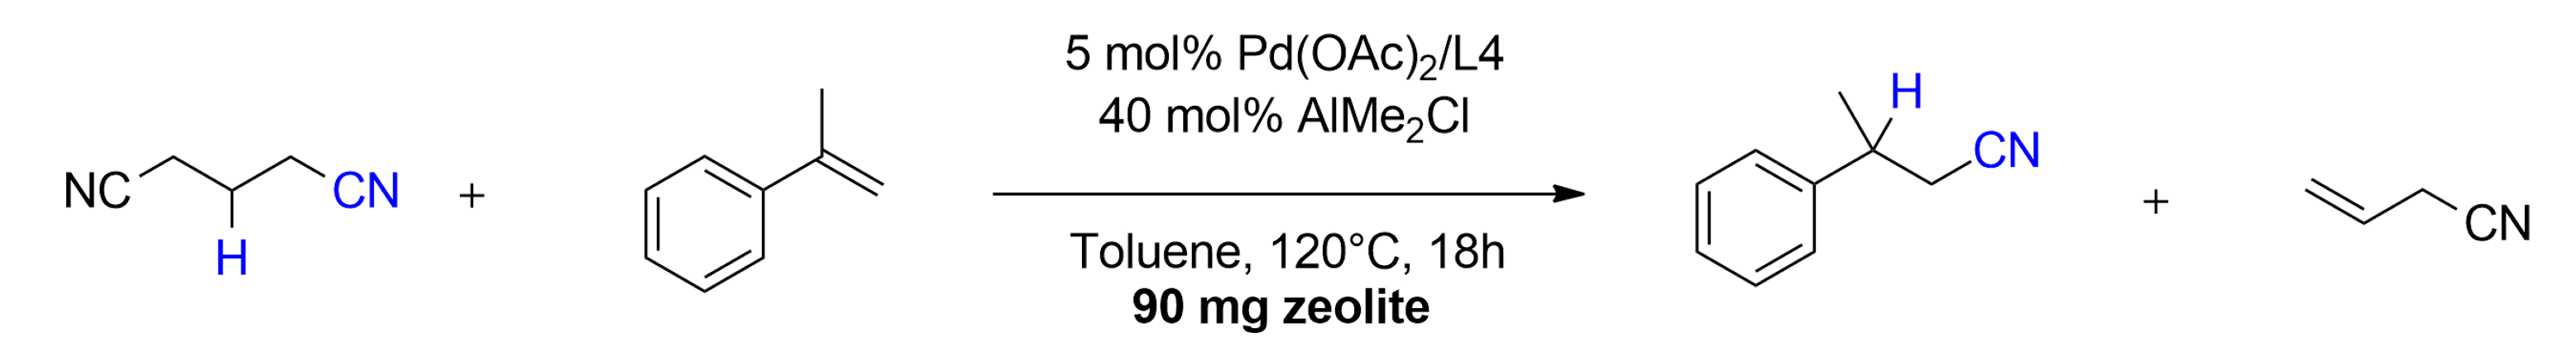 NC
CN
H
+
5 mol% Pd(OAc)₂/L4
40 mol% AlMe₂Cl
Toluene, 120°C, 18h
90 mg zeolite
H
CN
+
CN